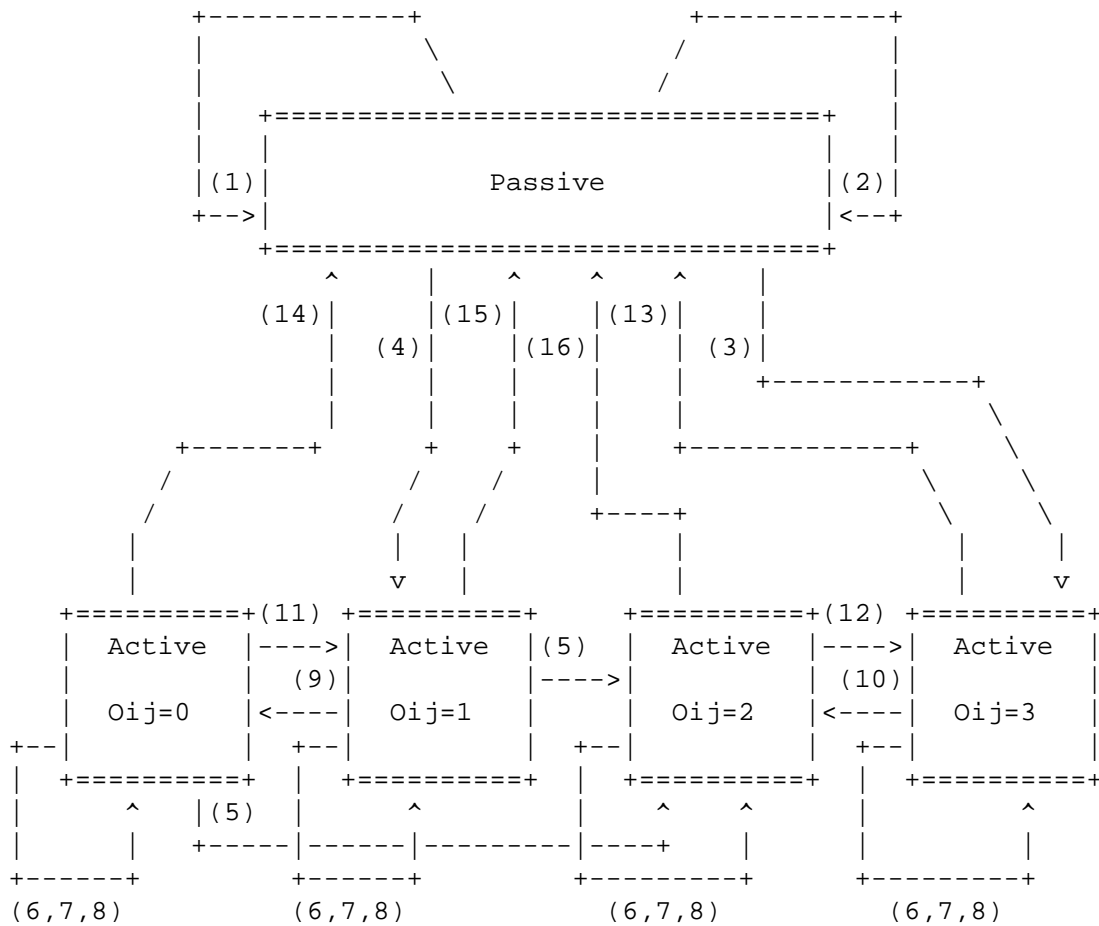 (1) Passive (2)
(14) (15) (13)
(4) (16) (3)
(11) (12)
Active Active (5) Active Active
(9) (10)
Oij=0 Oij=1 Oij=2 Oij=3
(5)
(6,7,8) (6,7,8) (6,7,8) (6,7,8)